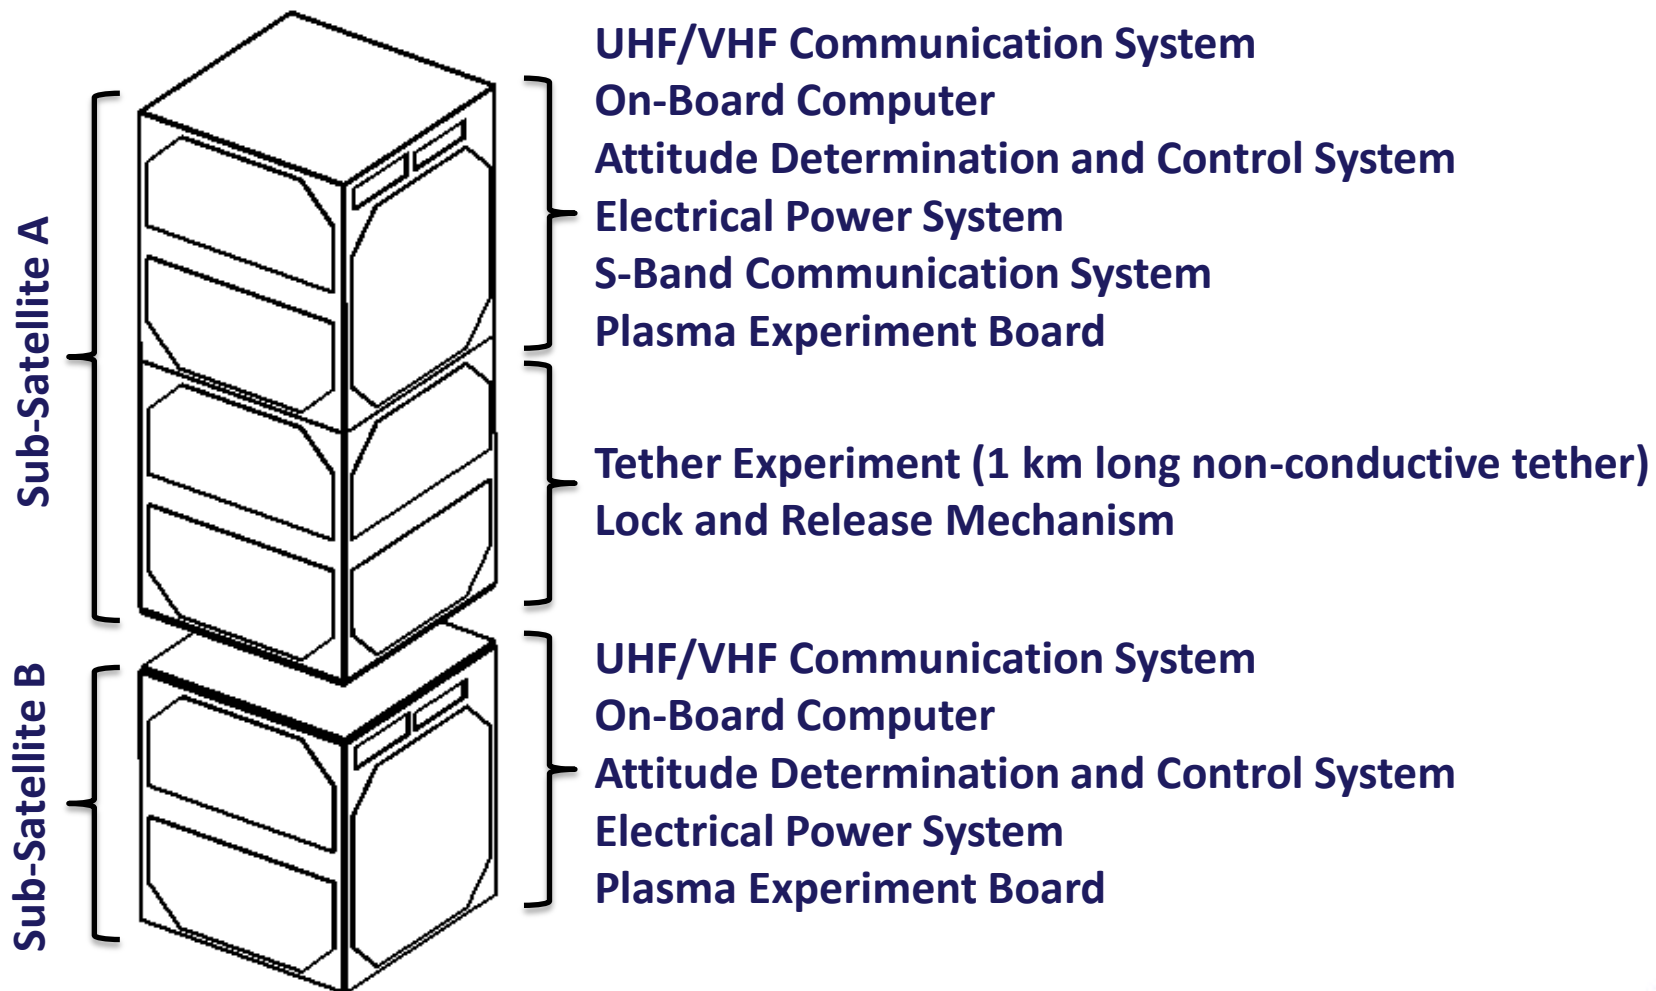 Sub-Satellite A
UHF/VHF Communication System
On-Board Computer
Attitude Determination and Control System
Electrical Power System
S-Band Communication System
Plasma Experiment Board
Tether Experiment (1 km long non-conductive tether)
Lock and Release Mechanism
Sub-Satellite B
UHF/VHF Communication System
On-Board Computer
Attitude Determination and Control System
Electrical Power System
Plasma Experiment Board